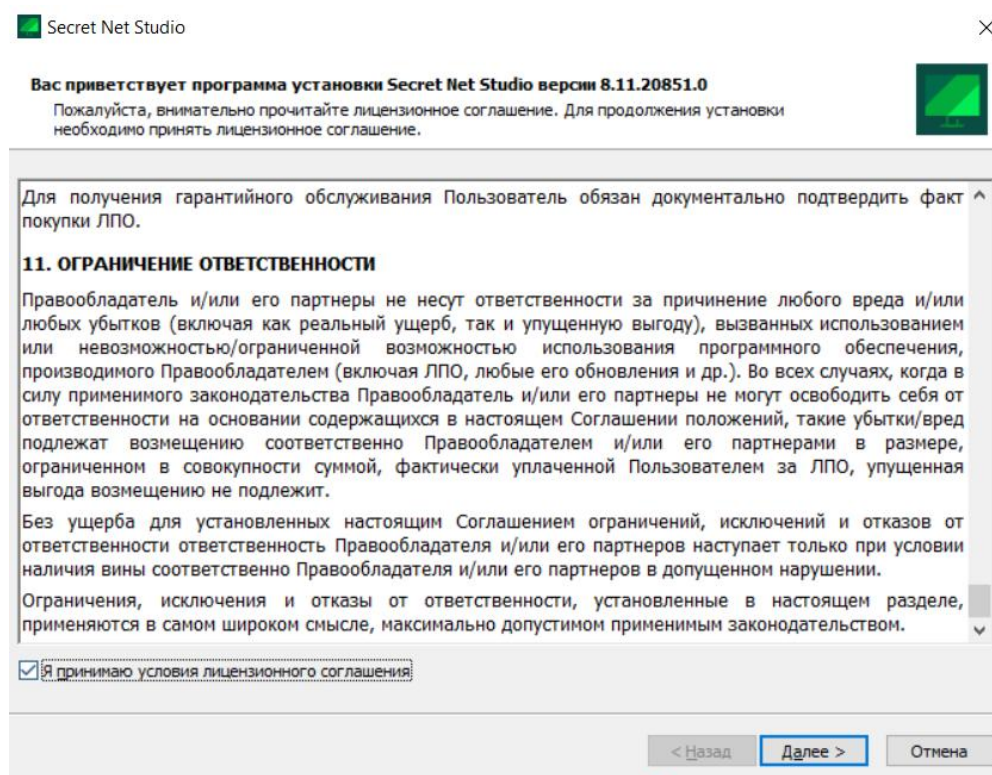 Secret Net Studio
Вас приветствует программа установки Secret Net Studio версии 8.11.20851.0
Пожалуйста, внимательно прочитайте лицензионное соглашение. Для продолжения установки
необходимо принять лицензионное соглашение.
Для получения гарантийного обслуживания Пользователь обязан документально подтвердить факт
покупки ЛПО.
11. ОГРАНИЧЕНИЕ ОТВЕТСТВЕННОСТИ
Правообладатель и/или его партнеры не несут ответственности за причинение любого вреда и/или
любых убытков (включая как реальный ущерб, так и упущенную выгоду), вызванных использованием
или невозможностью/ограниченной возможностью использования программного обеспечения,
производимого Правообладателем (включая ЛПО, любые его обновления и др.). Во всех случаях, когда в
силу применимого законодательства Правообладатель и/или его партнеры не могут освободить себя от
ответственности на основании содержащихся в настоящем Соглашении положений, такие убытки/вред
подлежат возмещению соответственно Правообладателем и/или его партнерами в размере,
ограниченном в совокупности суммой, фактически уплаченной Пользователем за ЛПО, упущенная
выгода возмещению не подлежит.
Без ущерба для установленных настоящим Соглашением ограничений, исключений и отказов от
ответственности ответственность Правообладателя и/или его партнеров наступает только при условии
наличия вины соответственно Правообладателя и/или его партнеров в допущенном нарушении.
Ограничения, исключения и отказы от ответственности, установленные в настоящем разделе,
применяются в самом широком смысле, максимально допустимом применимым законодательством.
Я принимаю условия лицензионного соглашения
< Назад Далее > Отмена